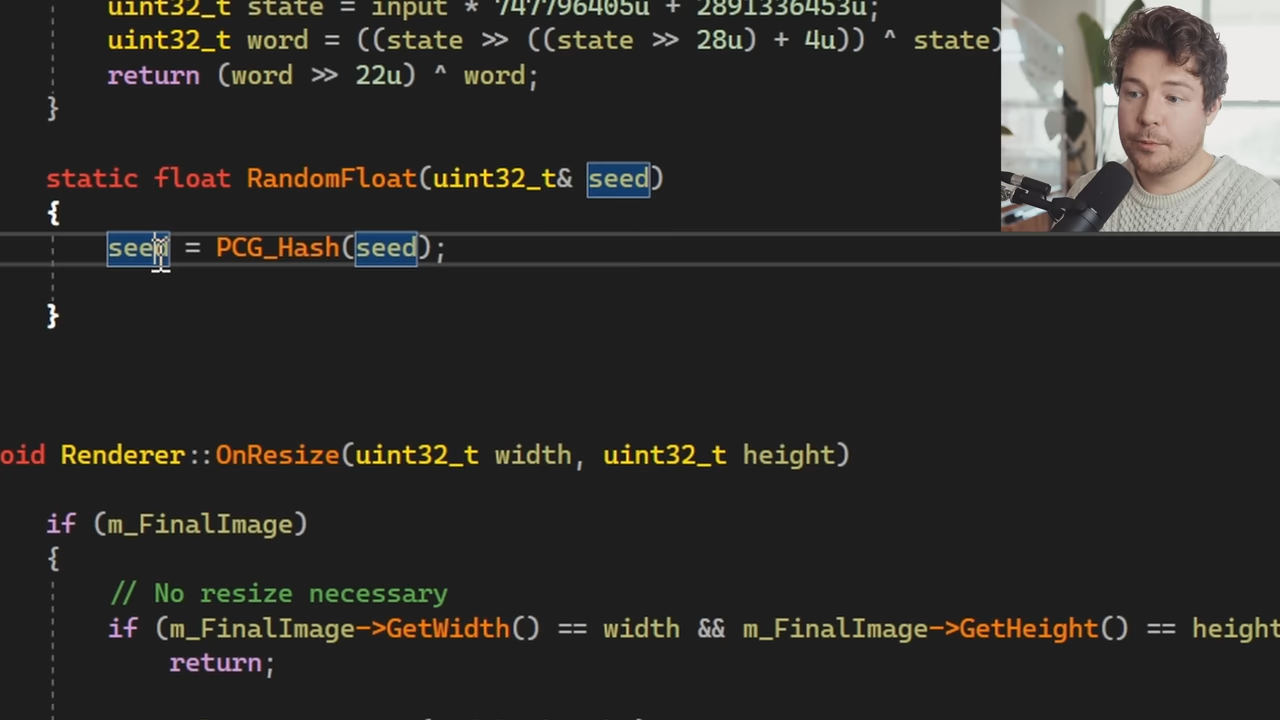 uint32_t state = input * 747796405u + 2891336453u;
uint32_t word = ((state >> ((state >> 28u) + 4u)) ^ state)
return (word >> 22u) ^ word;
}
static float RandomFloat(uint32_t& seed)
{
seed = PCG_Hash(seed);
}
oid Renderer::OnResize(uint32_t width, uint32_t height)
if (m_FinalImage)
{
// No resize necessary
if (m_FinalImage->GetWidth() == width && m_FinalImage->GetHeight() == height
return;